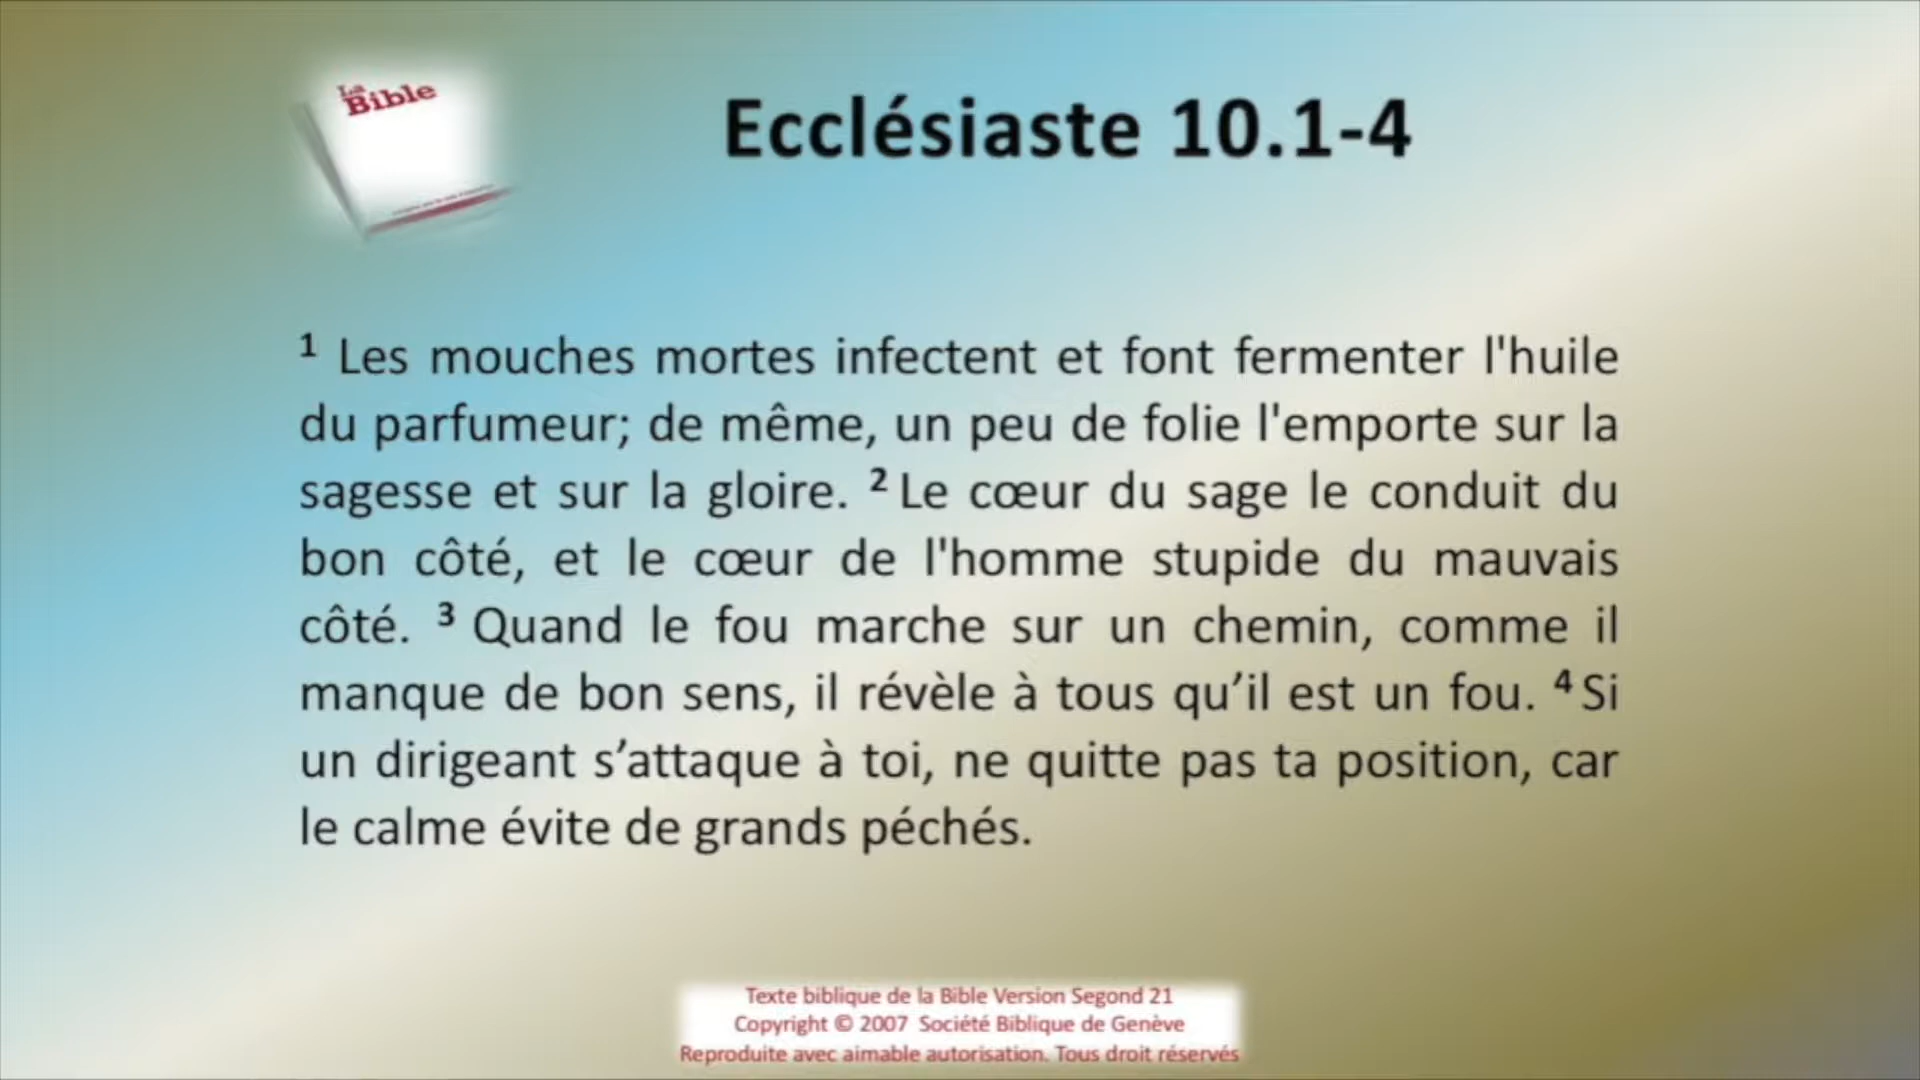 La
Bible
Ecclésiaste 10.1-4
¹ Les mouches mortes infectent et font fermenter l'huile
du parfumeur; de même, un peu de folie l'emporte sur la
sagesse et sur la gloire. ² Le cœur du sage le conduit du
bon côté, et le cœur de l'homme stupide du mauvais
côté. ³ Quand le fou marche sur un chemin, comme il
manque de bon sens, il révèle à tous qu’il est un fou. ⁴ Si
un dirigeant s’attaque à toi, ne quitte pas ta position, car
le calme évite de grands péchés.
Texte biblique de la Bible Version Segond 21
Copyright © 2007 Société Biblique de Genève
Reproduite avec aimable autorisation. Tous droit réservés